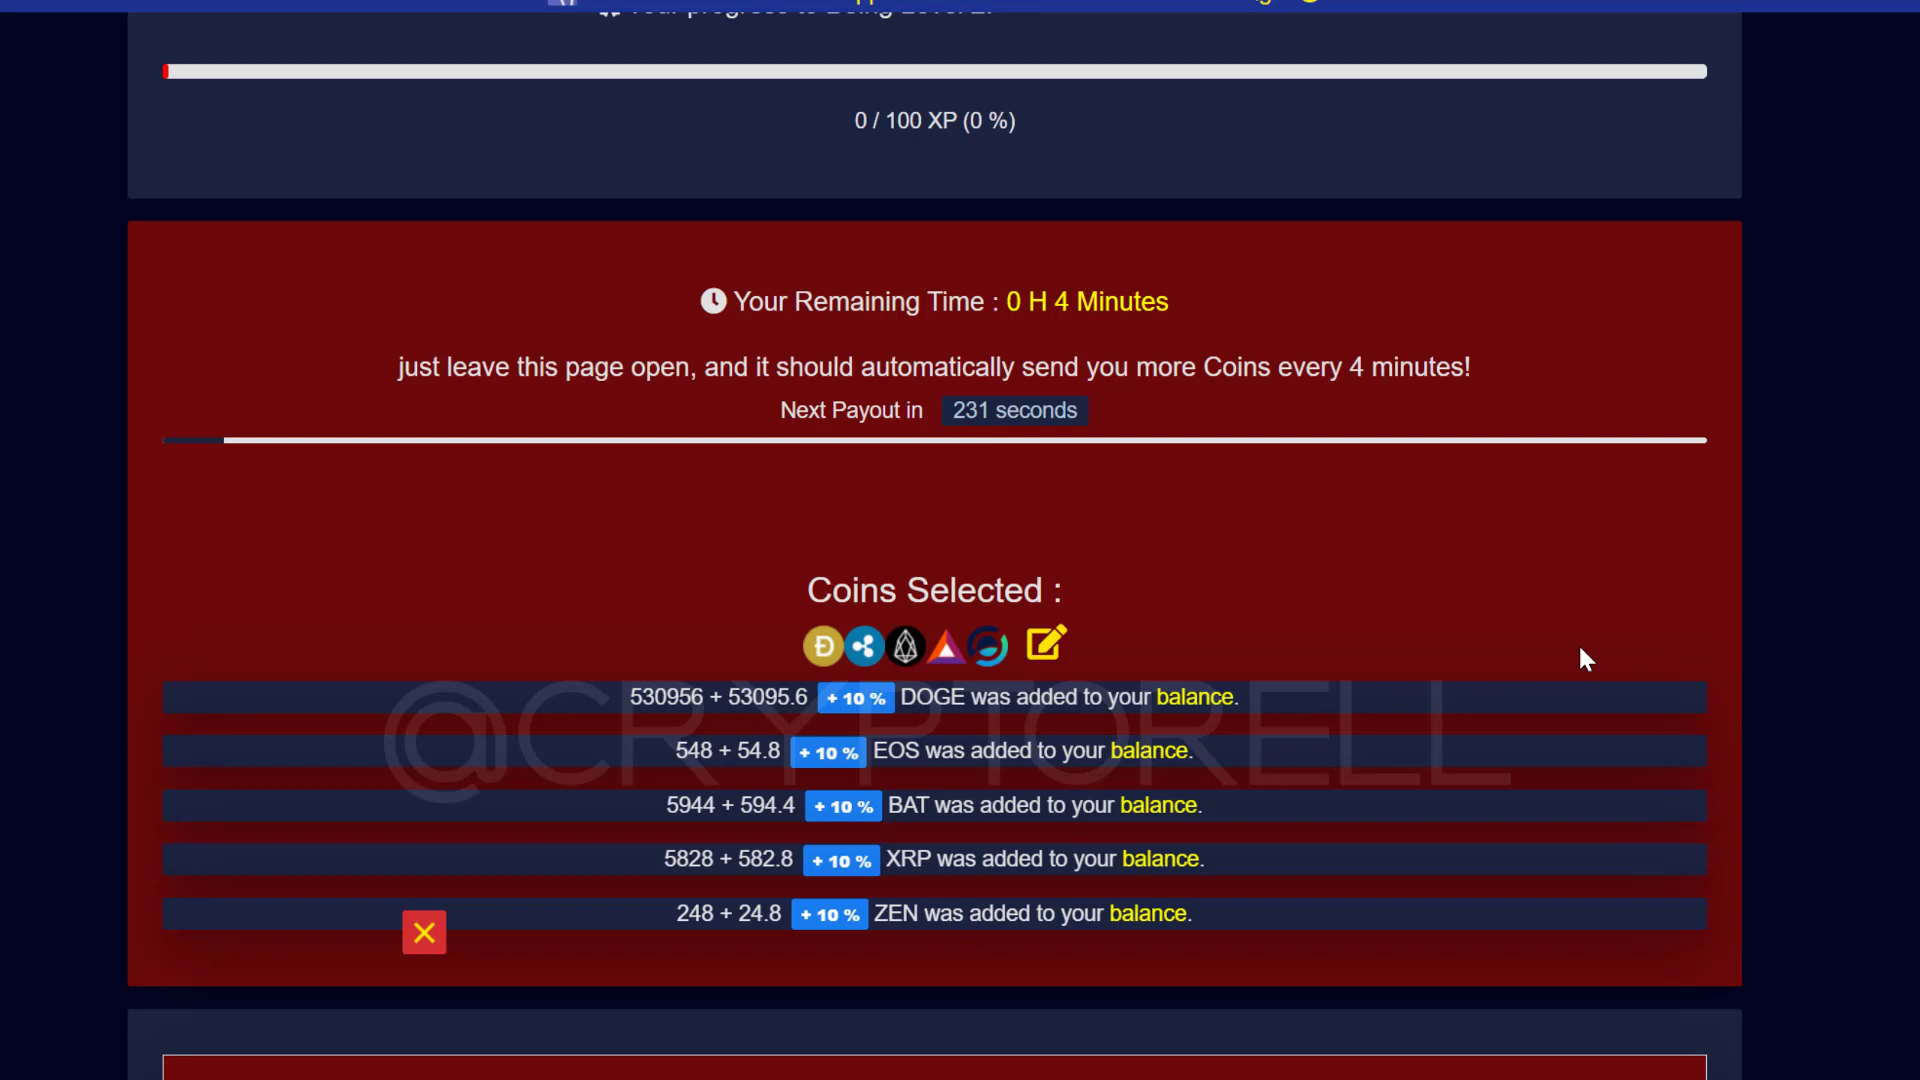 0 / 100 XP (0 %)
Your Remaining Time : 0 H 4 Minutes
just leave this page open, and it should automatically send you more Coins every 4 minutes!
Next Payout in 231 seconds
Coins Selected :
530956 + 53095.6 + 10 % DOGE was added to your balance.
@CRYPTORELL
548 + 54.8 + 10 % EOS was added to your balance.
5944 + 594.4 + 10 % BAT was added to your balance.
5828 + 582.8 + 10 % XRP was added to your balance.
248 + 24.8 + 10 % ZEN was added to your balance.